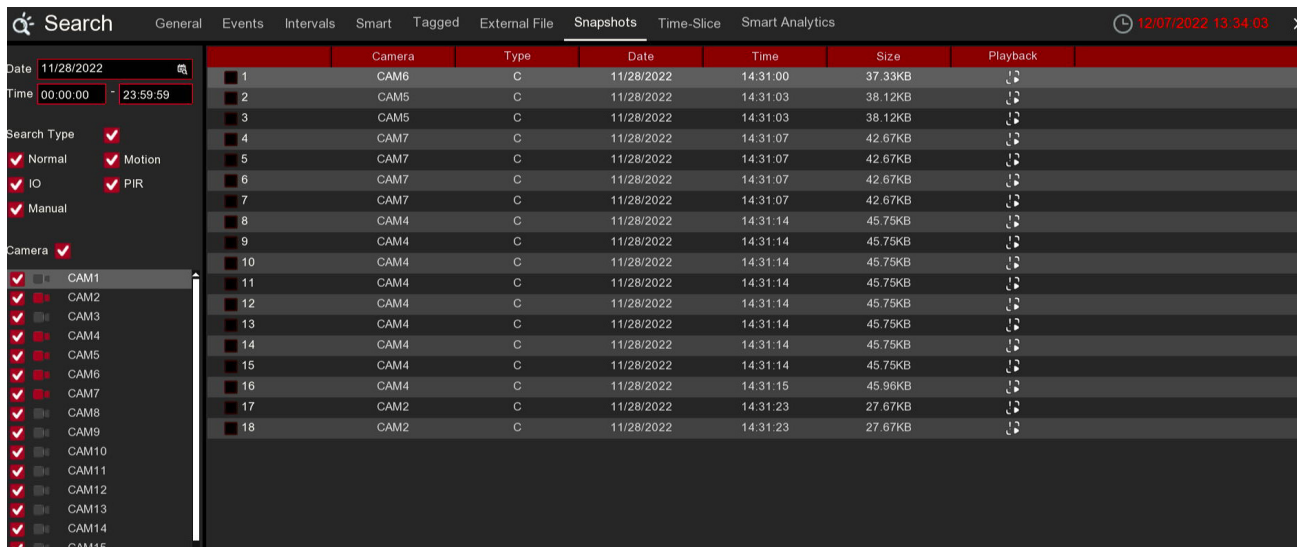 Search General Events Intervals Smart Tagged External File Snapshots Time-Slice Smart Analytics 12/07/2022 13:34:03
Date 11/28/2022
Time 00:00:00 - 23:59:59
Search Type
Normal Motion
IO PIR
Manual
Camera
CAM1
CAM2
CAM3
CAM4
CAM5
CAM6
CAM7
CAM8
CAM9
CAM10
CAM11
CAM12
CAM13
CAM14
CAM15
Camera Type Date Time Size Playback
1 CAM6 C 11/28/2022 14:31:00 37.33KB
2 CAM5 C 11/28/2022 14:31:03 38.12KB
3 CAM5 C 11/28/2022 14:31:03 38.12KB
4 CAM7 C 11/28/2022 14:31:07 42.67KB
5 CAM7 C 11/28/2022 14:31:07 42.67KB
6 CAM7 C 11/28/2022 14:31:07 42.67KB
7 CAM7 C 11/28/2022 14:31:07 42.67KB
8 CAM4 C 11/28/2022 14:31:14 45.75KB
9 CAM4 C 11/28/2022 14:31:14 45.75KB
10 CAM4 C 11/28/2022 14:31:14 45.75KB
11 CAM4 C 11/28/2022 14:31:14 45.75KB
12 CAM4 C 11/28/2022 14:31:14 45.75KB
13 CAM4 C 11/28/2022 14:31:14 45.75KB
14 CAM4 C 11/28/2022 14:31:14 45.75KB
15 CAM4 C 11/28/2022 14:31:14 45.75KB
16 CAM4 C 11/28/2022 14:31:15 45.96KB
17 CAM2 C 11/28/2022 14:31:23 27.67KB
18 CAM2 C 11/28/2022 14:31:23 27.67KB